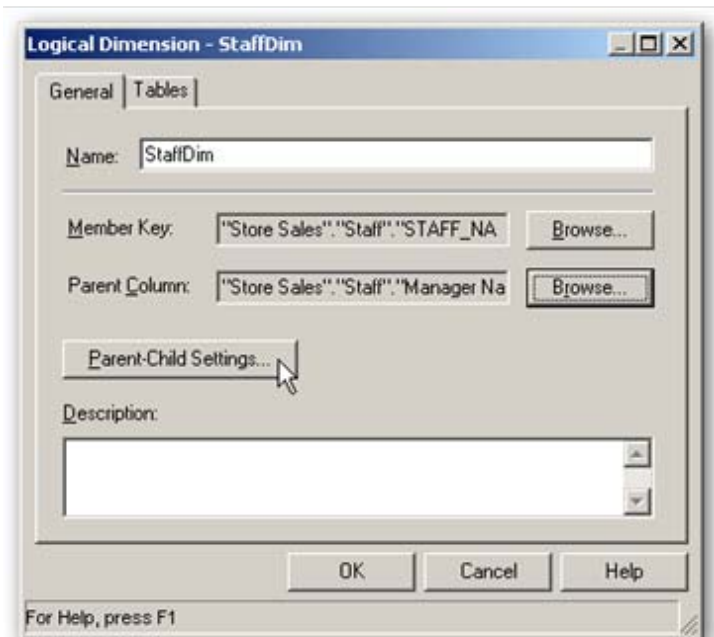 Logical Dimension - StaffDim
General Tables
Name: StaffDim
Member Key: "Store Sales"."Staff"."STAFF_NA Browse...
Parent Column: "Store Sales"."Staff"."Manager Na Browse...
Parent-Child Settings...
Description:
OK Cancel Help
For Help, press F1